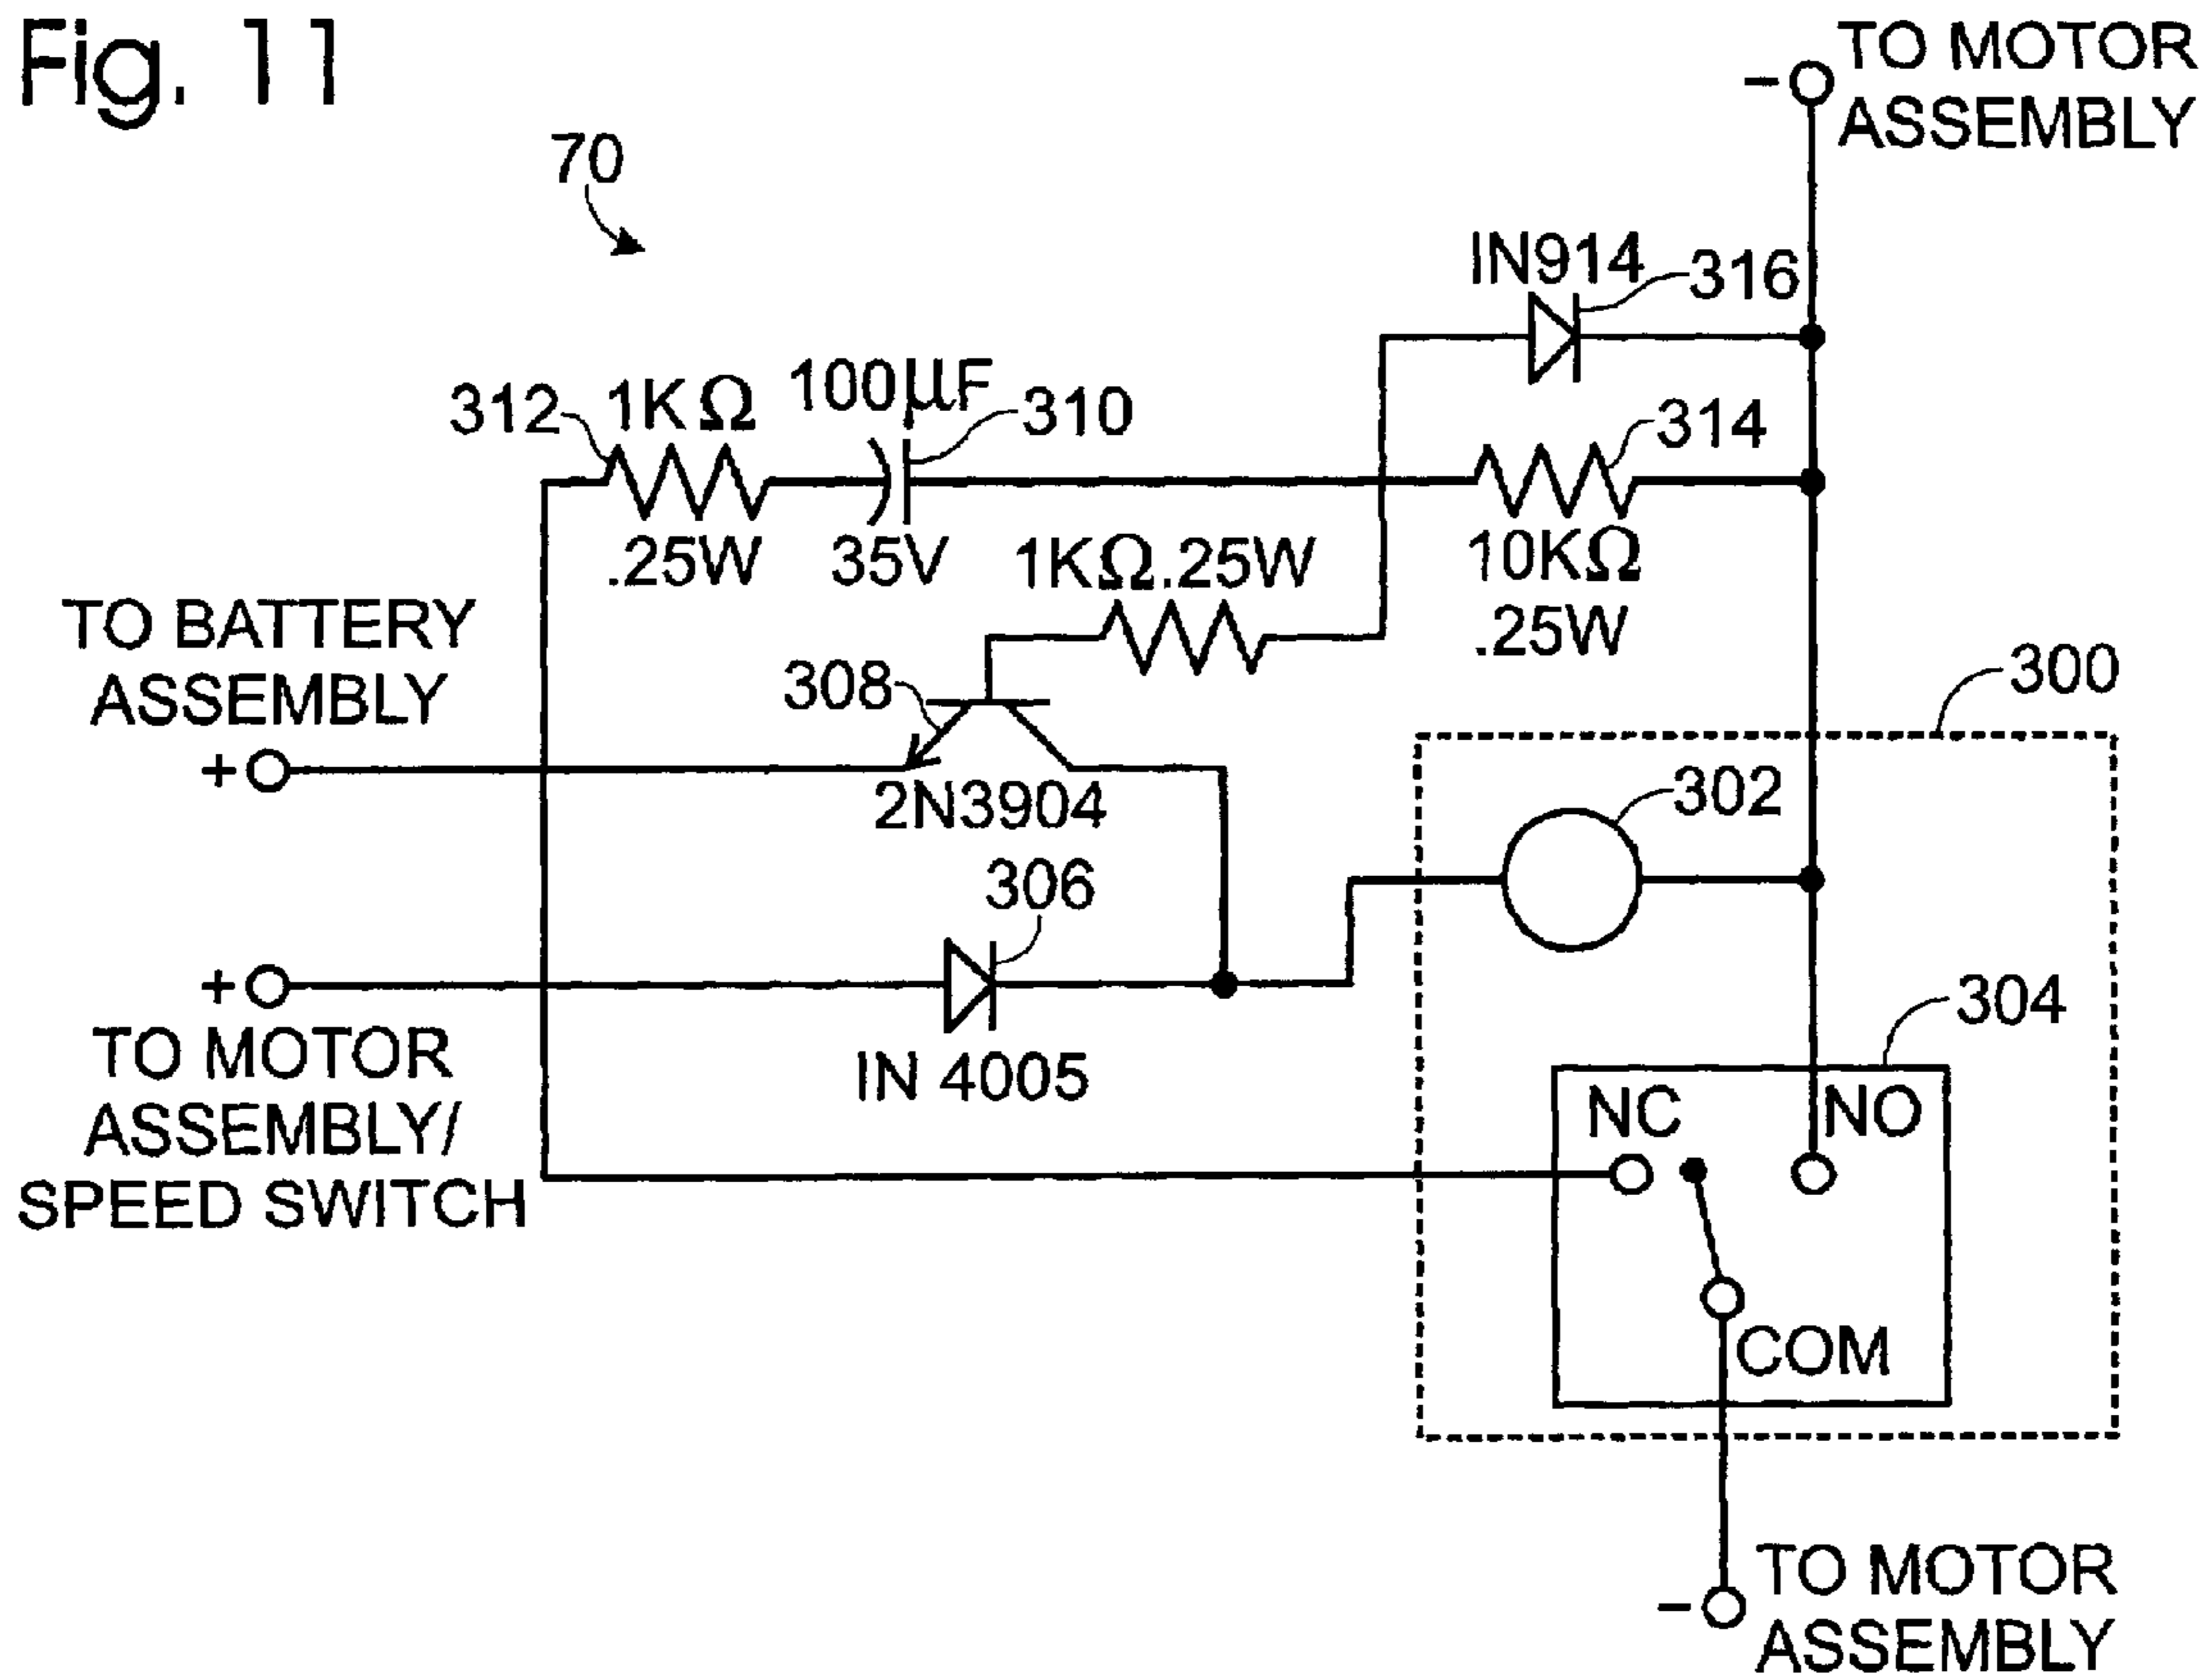 Fig. 11
70
- TO MOTOR
ASSEMBLY
IN914
316
312
1KΩ
100µF
310
314
.25W
35V
1KΩ.25W
10KΩ
.25W
TO BATTERY
ASSEMBLY
+
308
2N3904
300
302
306
+
IN 4005
304
TO MOTOR
ASSEMBLY/
SPEED SWITCH
NC
NO
COM
- TO MOTOR
ASSEMBLY